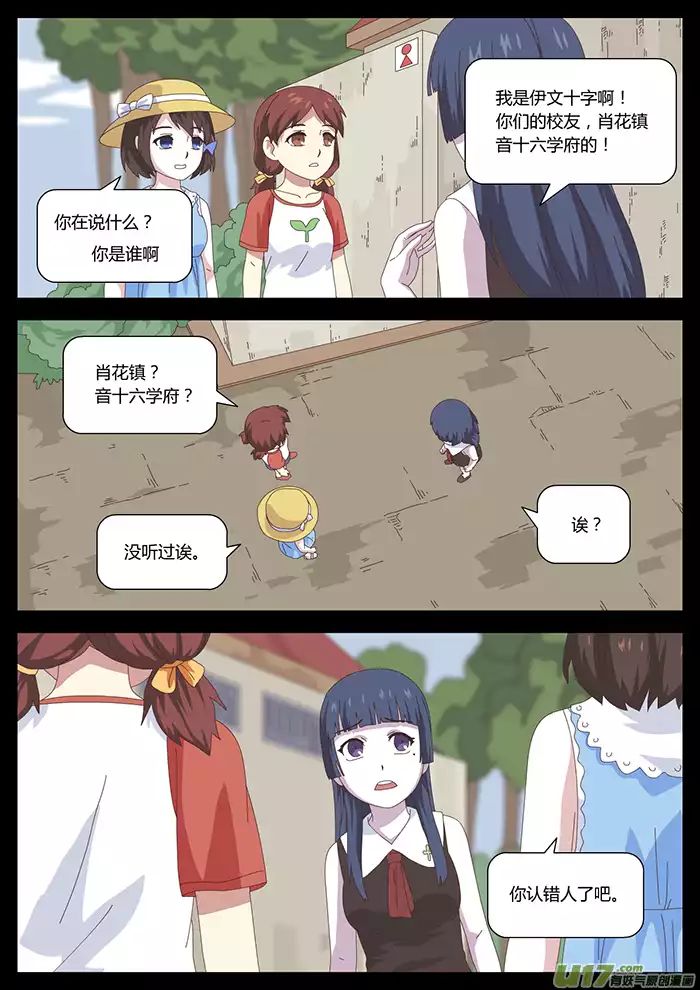 我是伊文十字啊！
你们的校友，肖花镇
音十六学府的！
你在说什么？
你是谁啊
肖花镇？
音十六学府？
诶？
没听过诶。
你认错人了吧。
U17.
有妖气原创漫画